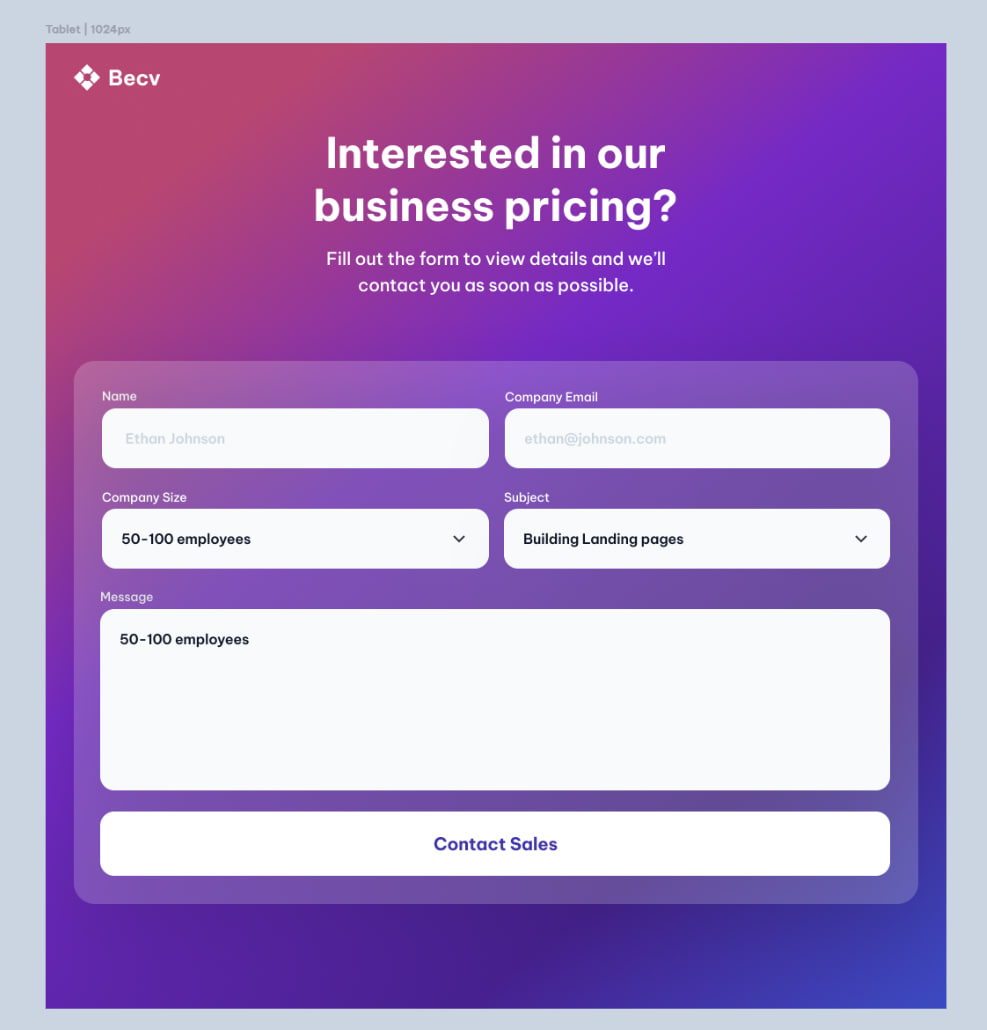 Tablet | 1024px
Becv
Interested in our
business pricing?
Fill out the form to view details and we’ll
contact you as soon as possible.
Name
Company Email
Ethan Johnson
ethan@johnson.com
Company Size
Subject
50-100 employees
Building Landing pages
Message
50-100 employees
Contact Sales